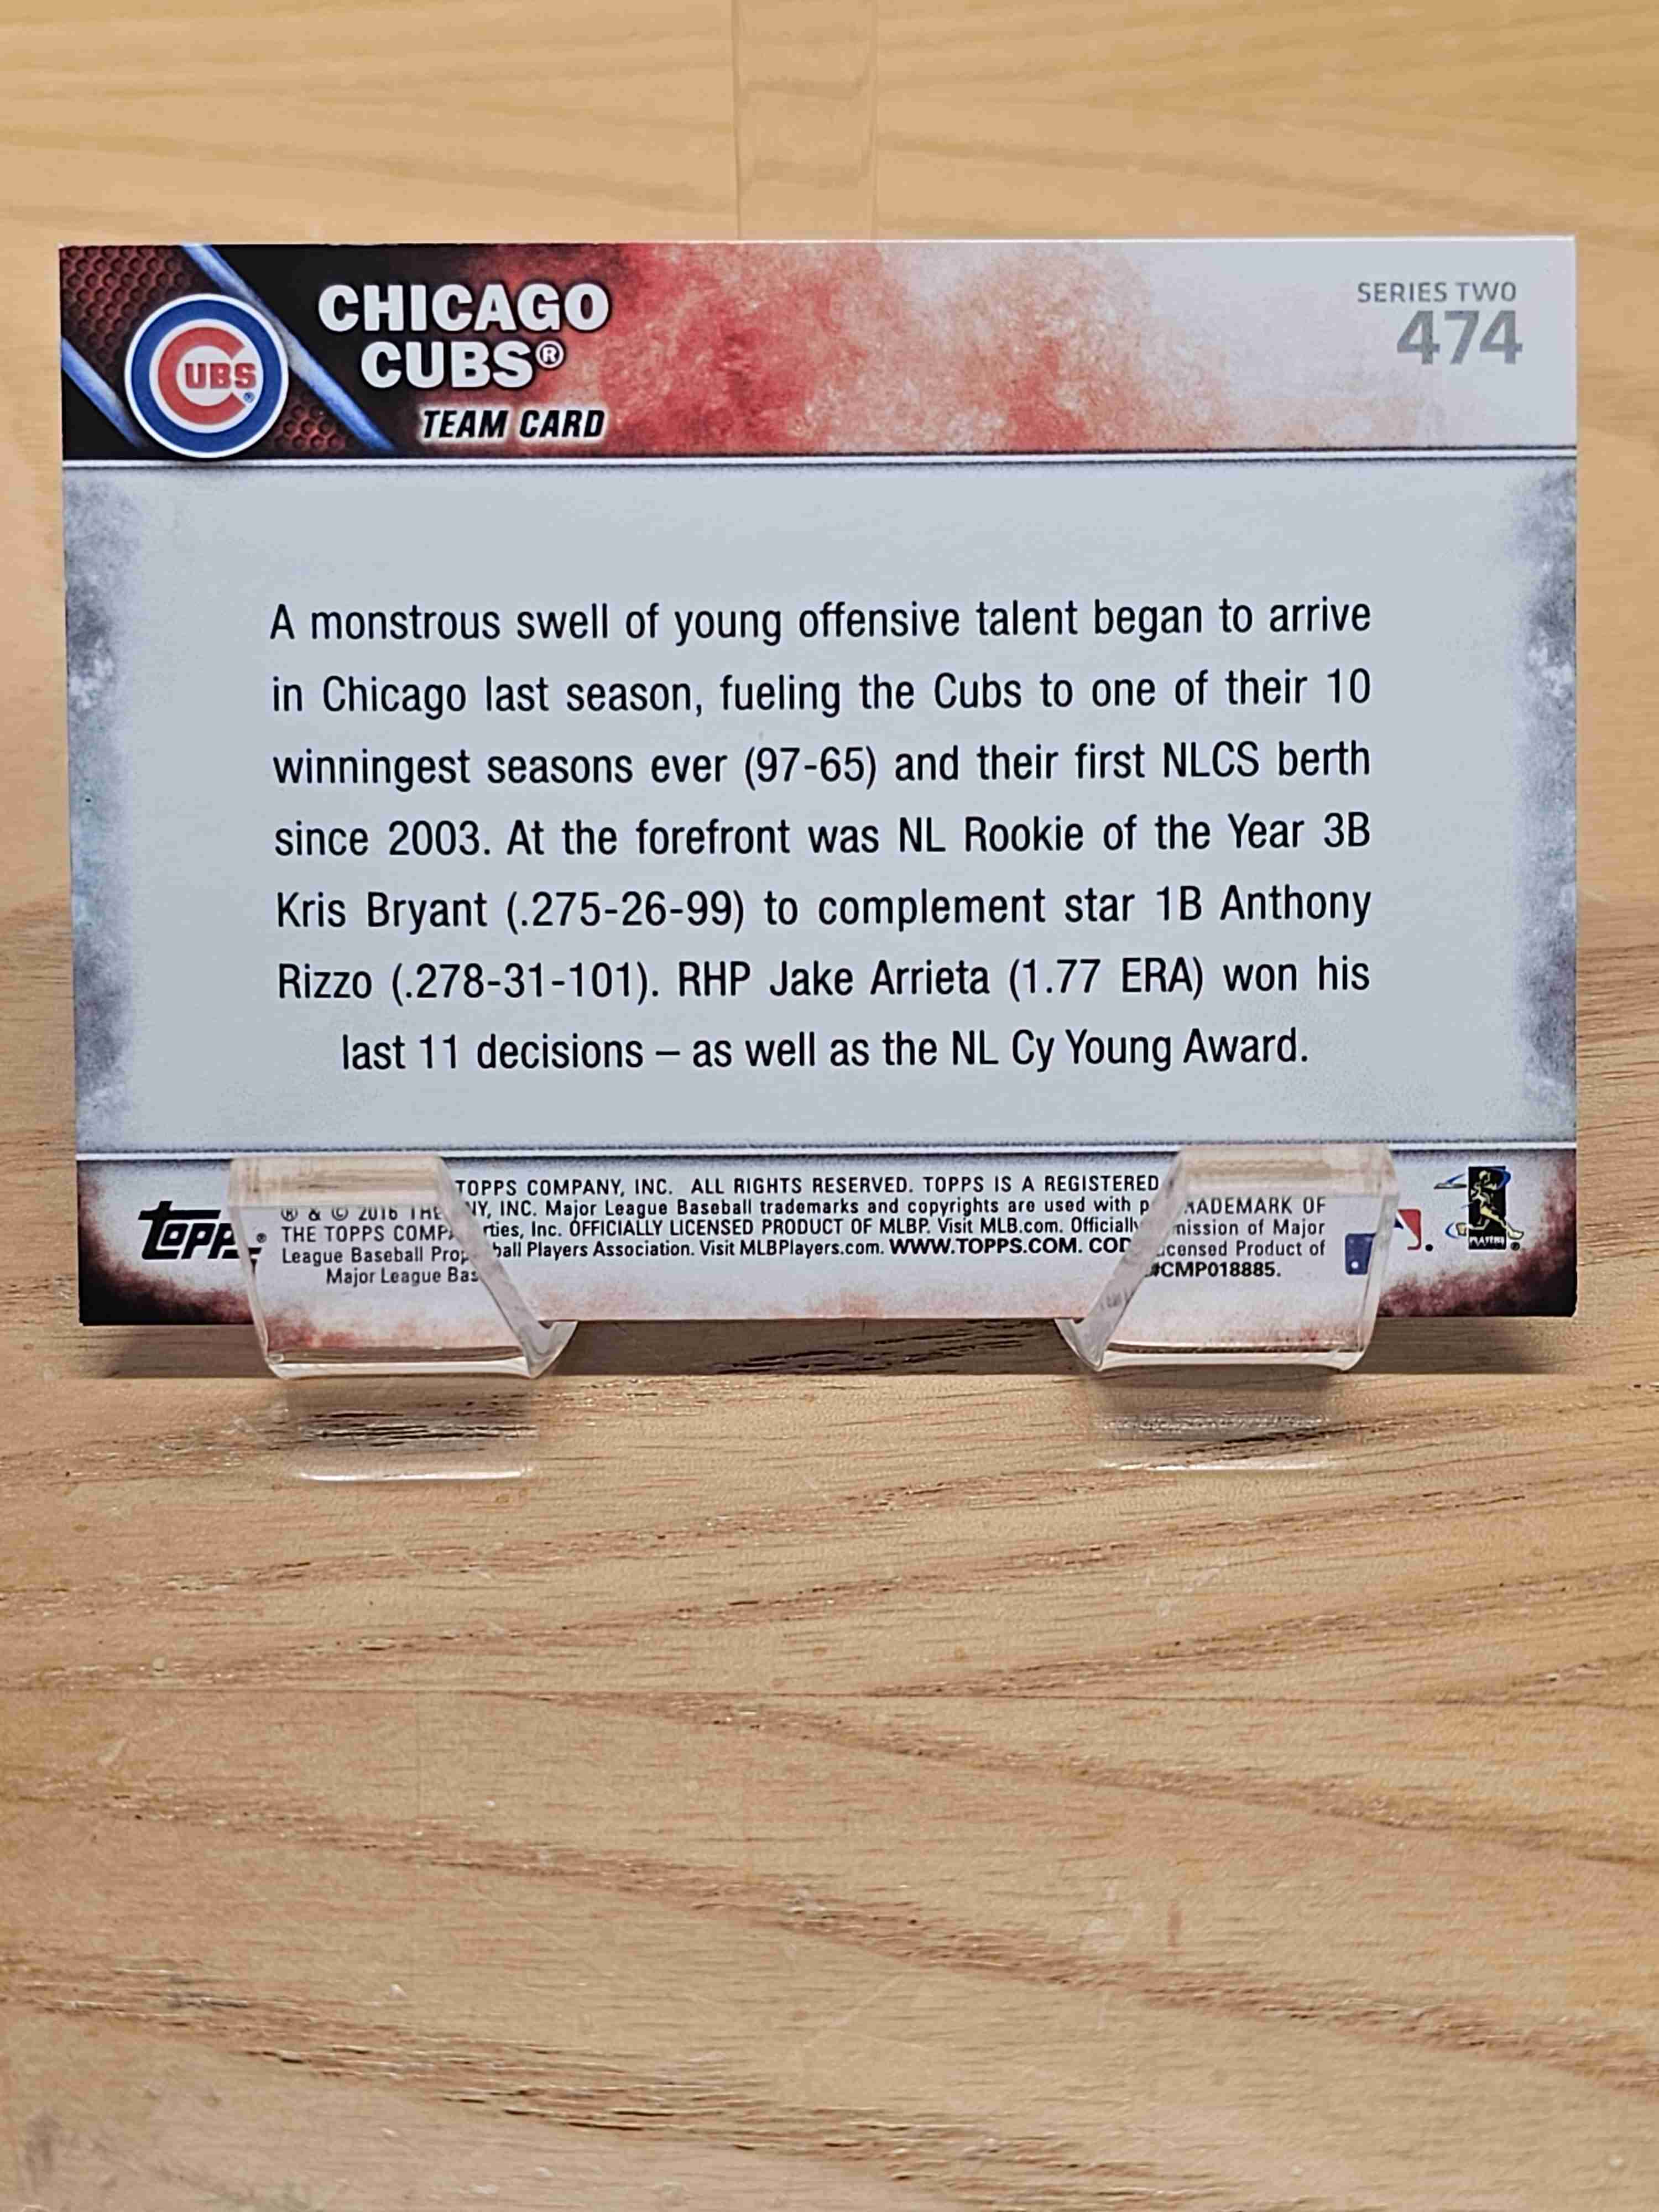 CHICAGO
CUBS®
TEAM CARD
UBS
SERIES TWO
474
A monstrous swell of young offensive talent began to arrive
in Chicago last season, fueling the Cubs to one of their 10
winningest seasons ever (97-65) and their first NLCS berth
since 2003. At the forefront was NL Rookie of the Year 3B
Kris Bryant (.275-26-99) to complement star 1B Anthony
Rizzo (.278-31-101). RHP Jake Arrieta (1.77 ERA) won his
last 11 decisions – as well as the NL Cy Young Award.
Topps
® & © 2016 THE TOPPS COMPANY, INC. ALL RIGHTS RESERVED. TOPPS IS A REGISTERED
THE TOPPS INC. Major League Baseball trademarks and copyrights are used with mission of Major
League Baseball Inc. OFFICIALLY LICENSED PRODUCT OF MLBP. Visit MLB.com. Officially Product of
Major League Players Association. Visit MLBPlayers.com. WWW.TOPPS.COM. #CMP018885.
PLAYERS